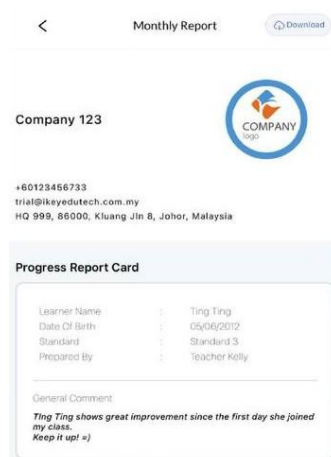 Monthly Report
Download
Company 123
COMPANY
logo
+60123456733
trial@ikeyedutech.com.my
HQ 999, 86000, Kluang Jln 8, Johor, Malaysia
Progress Report Card
Learner Name : Ting Ting
Date Of Birth : 05/06/2012
Standard : Standard 3
Prepared By : Teacher Kelly
General Comment
TIng Ting shows great improvement since the first day she joined
my class.
Keep it up! =)